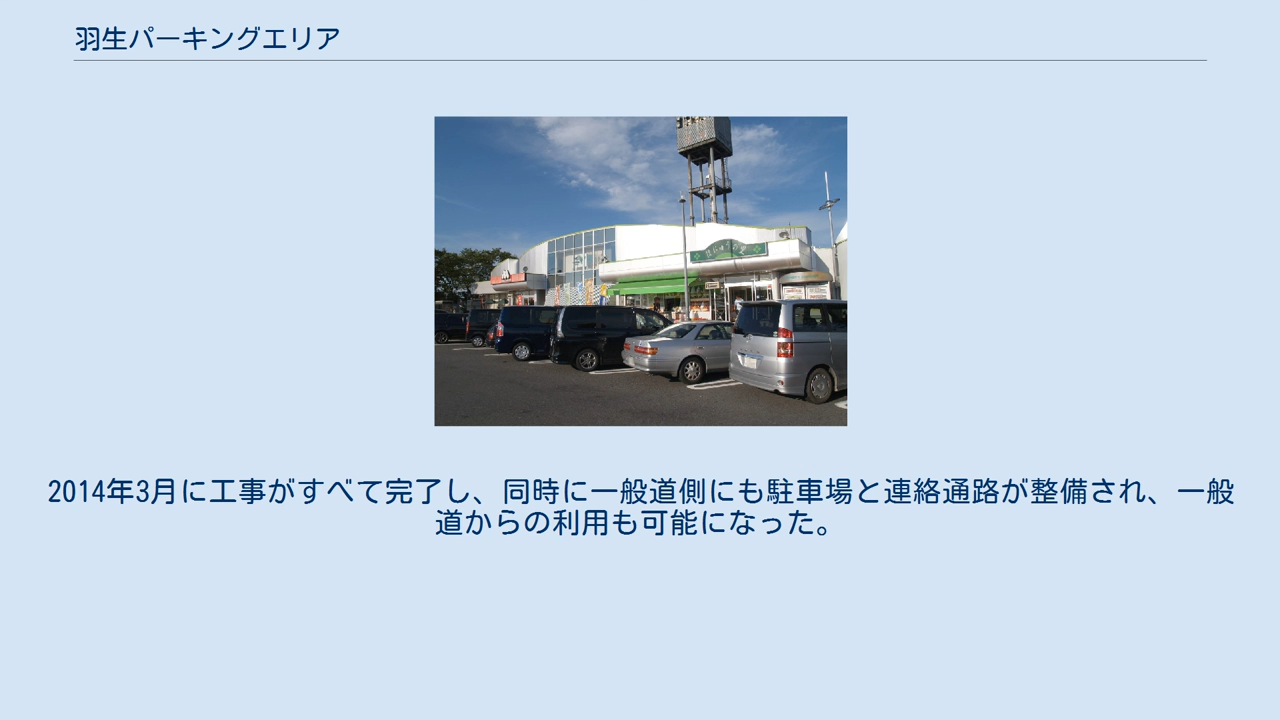 羽生パーキングエリア
2014年3月に工事がすべて完了し、同時に一般道側にも駐車場と連絡通路が整備され、一般
道からの利用も可能になった。